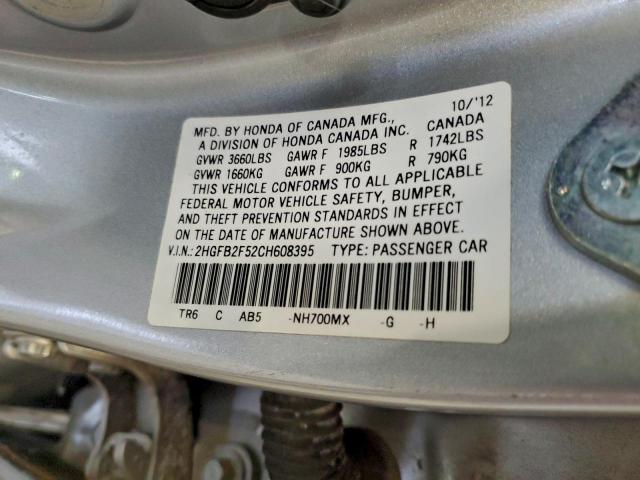 10/'12
MFD. BY HONDA OF CANADA MFG.,
A DIVISION OF HONDA CANADA INC. CANADA
GVWR 3660LBS GAWR F 1985LBS R 1742LBS
GVWR 1660KG GAWR F 900KG R 790KG
THIS VEHICLE CONFORMS TO ALL APPLICABLE
FEDERAL MOTOR VEHICLE SAFETY, BUMPER,
AND THEFT PREVENTION STANDARDS IN EFFECT
ON THE DATE OF MANUFACTURE SHOWN ABOVE.
V.I.N.: 2HGFB2F52CH608395 TYPE: PASSENGER CAR
TR6 C AB5 -NH700MX -G -H